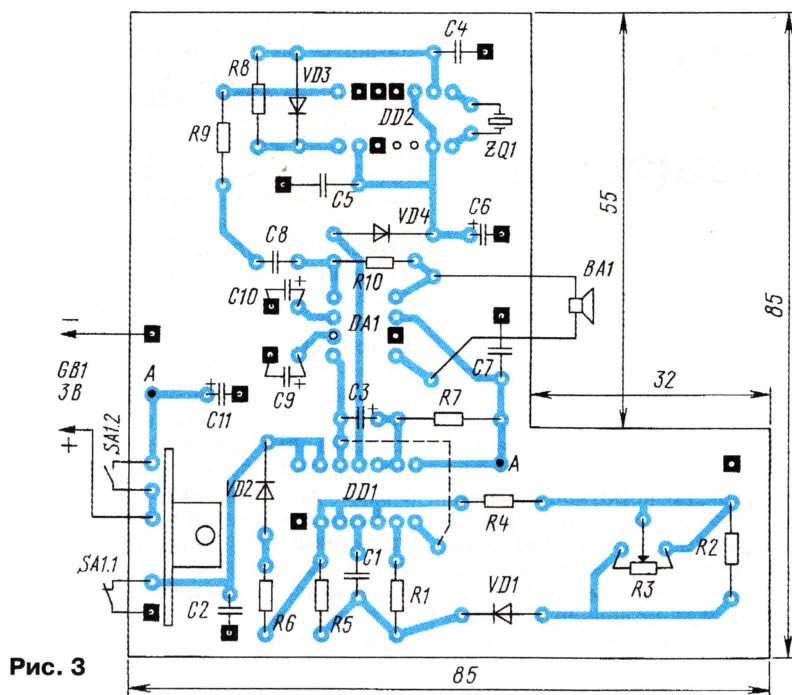 C4
R8
VD3
DD2
R9
ZQ1
C5
VD4
C6
55
85
C8
R10
BA1
C10
DA1
−
GB1
3В
A
C9
C7
32
+
C11
C3
R7
SA1.2
A
VD2
DD1
R4
R2
R3
SA1.1
C1
C2
R6
R5
R1
VD1
Рис. 3
85